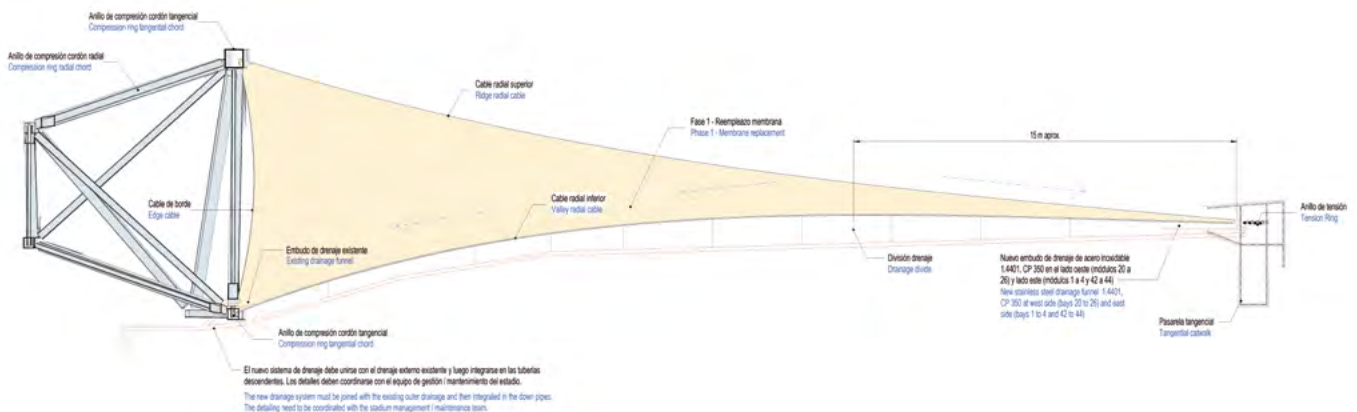 Anillo de compresión cordón tangencial
Compression ring tangential chord
Anillo de compresión cordón radial
Compression ring radial chord
Cable radial superior
Ridge radial cable
Fase 1 - Reemplazo membrana
Phase 1 - Membrane replacement
15 m aprox.
Cable de borde
Edge cable
Cable radial inferior
Valley radial cable
Anillo de tensión
Tension Ring
Embudo de drenaje existente
Existing drainage funnel
División drenaje
Drainage divide
Nuevo embudo de drenaje de acero inoxidable
1.4401, CP 350 en el lado oeste (módulos 20 a
26) y lado este (módulos 1 a 4 y 42 a 44)
New stainless steel drainage funnel 1.4401,
CP 350 at west side (bays 20 to 26) and east
side (bays 1 to 4 and 42 to 44)
Pasarela tangencial
Tangential catwalk
Anillo de compresión cordón tangencial
Compression ring tangential chord
El nuevo sistema de drenaje debe unirse con el drenaje externo existente y luego integrarse en las tuberías
descendentes. Los detalles deben coordinarse con el equipo de gestión / mantenimiento del estadio.
The new drainage system must be joined with the existing outer drainage and then integrated in the down pipes.
The detailing need to be coordinated with the stadium management / maintenance team.